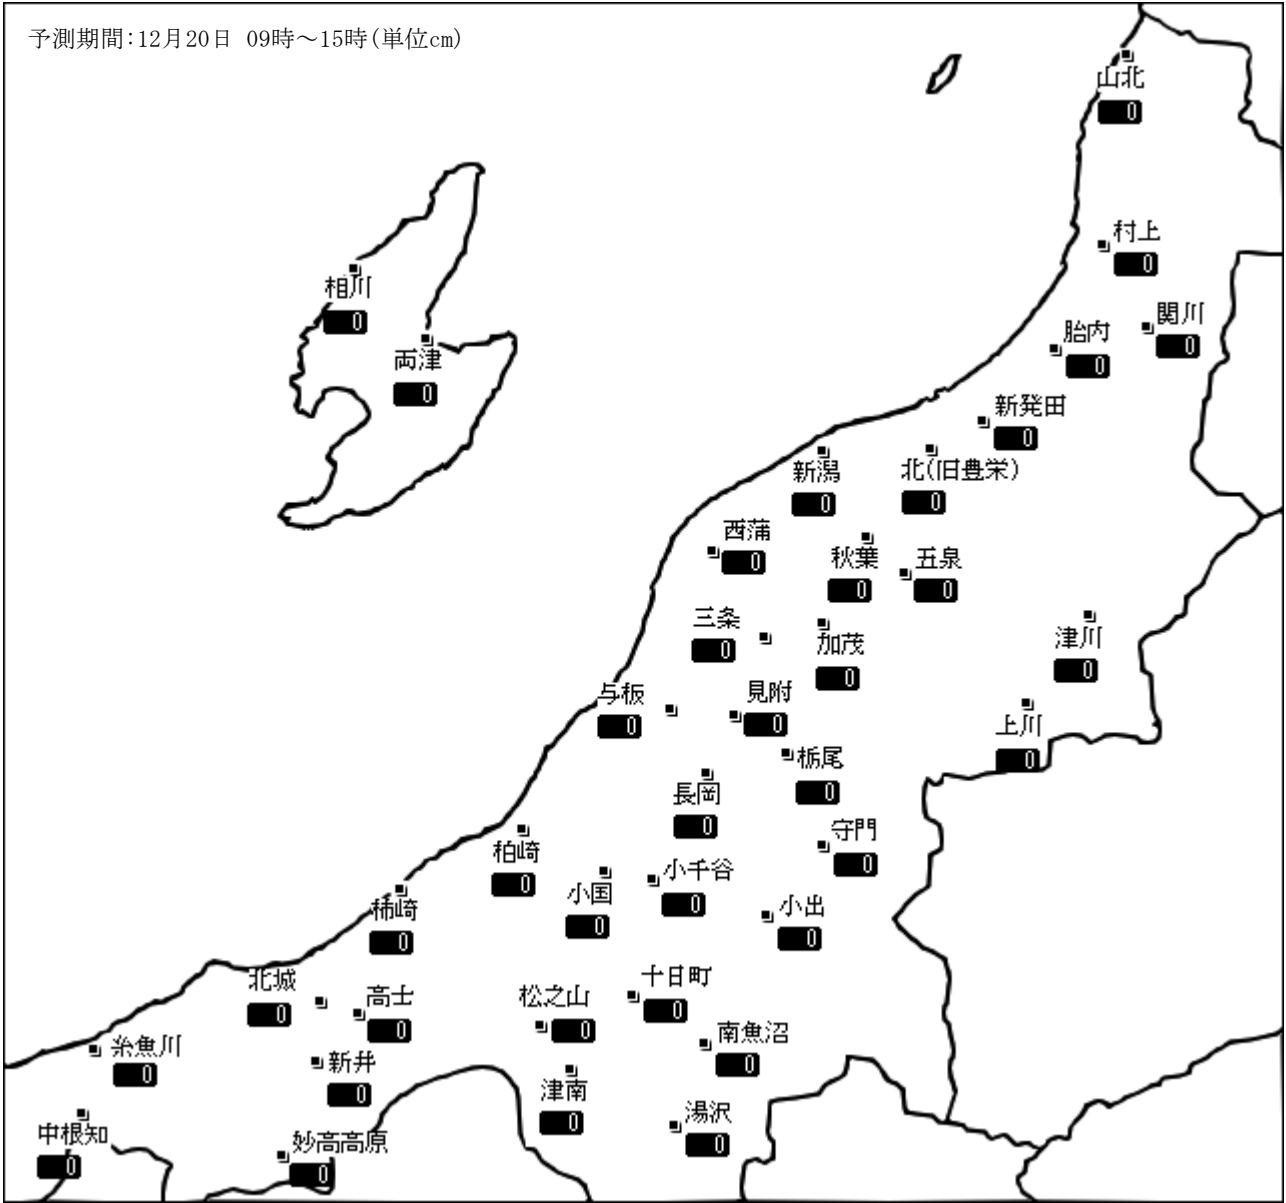 予測期間:12月20日 09時～15時(単位cm)
山北
0
村上
0
相川
0
関川
0
胎内
0
両津
0
新発田
0
新潟
0
北(旧豊栄)
0
西蒲
0
秋葉
0
五泉
0
三条
0
加茂
0
津川
0
与板
0
見附
0
上川
0
栃尾
0
長岡
0
守門
0
柏崎
0
小千谷
0
小国
0
小出
0
柿崎
0
北城
0
高士
0
松之山
0
十日町
0
南魚沼
0
糸魚川
0
新井
0
津南
0
湯沢
0
中根知
0
妙高高原
0